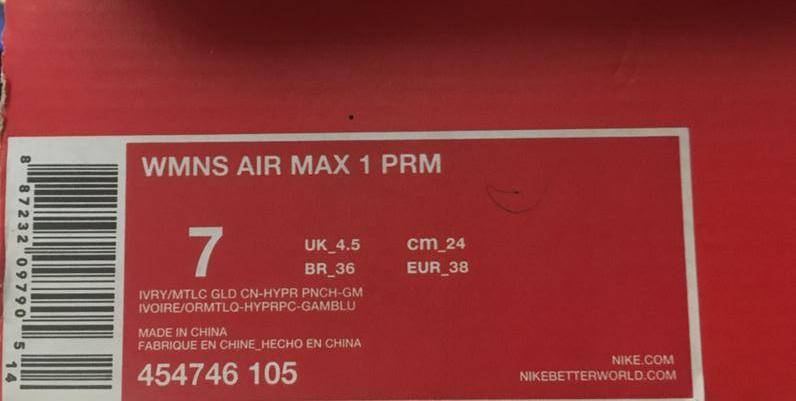 WMNS AIR MAX 1 PRM
7
UK_4.5 cm_24
BR_36 EUR_38
IVRY/MTLC GLD CN-HYPR PNCH-GM
IVOIRE/ORMTLQ-HYPRPC-GAMBLU
MADE IN CHINA
FABRIQUE EN CHINE_HECHO EN CHINA
454746 105
NIKE.COM
NIKEBETTERWORLD.COM
8 87232 09790 5 14